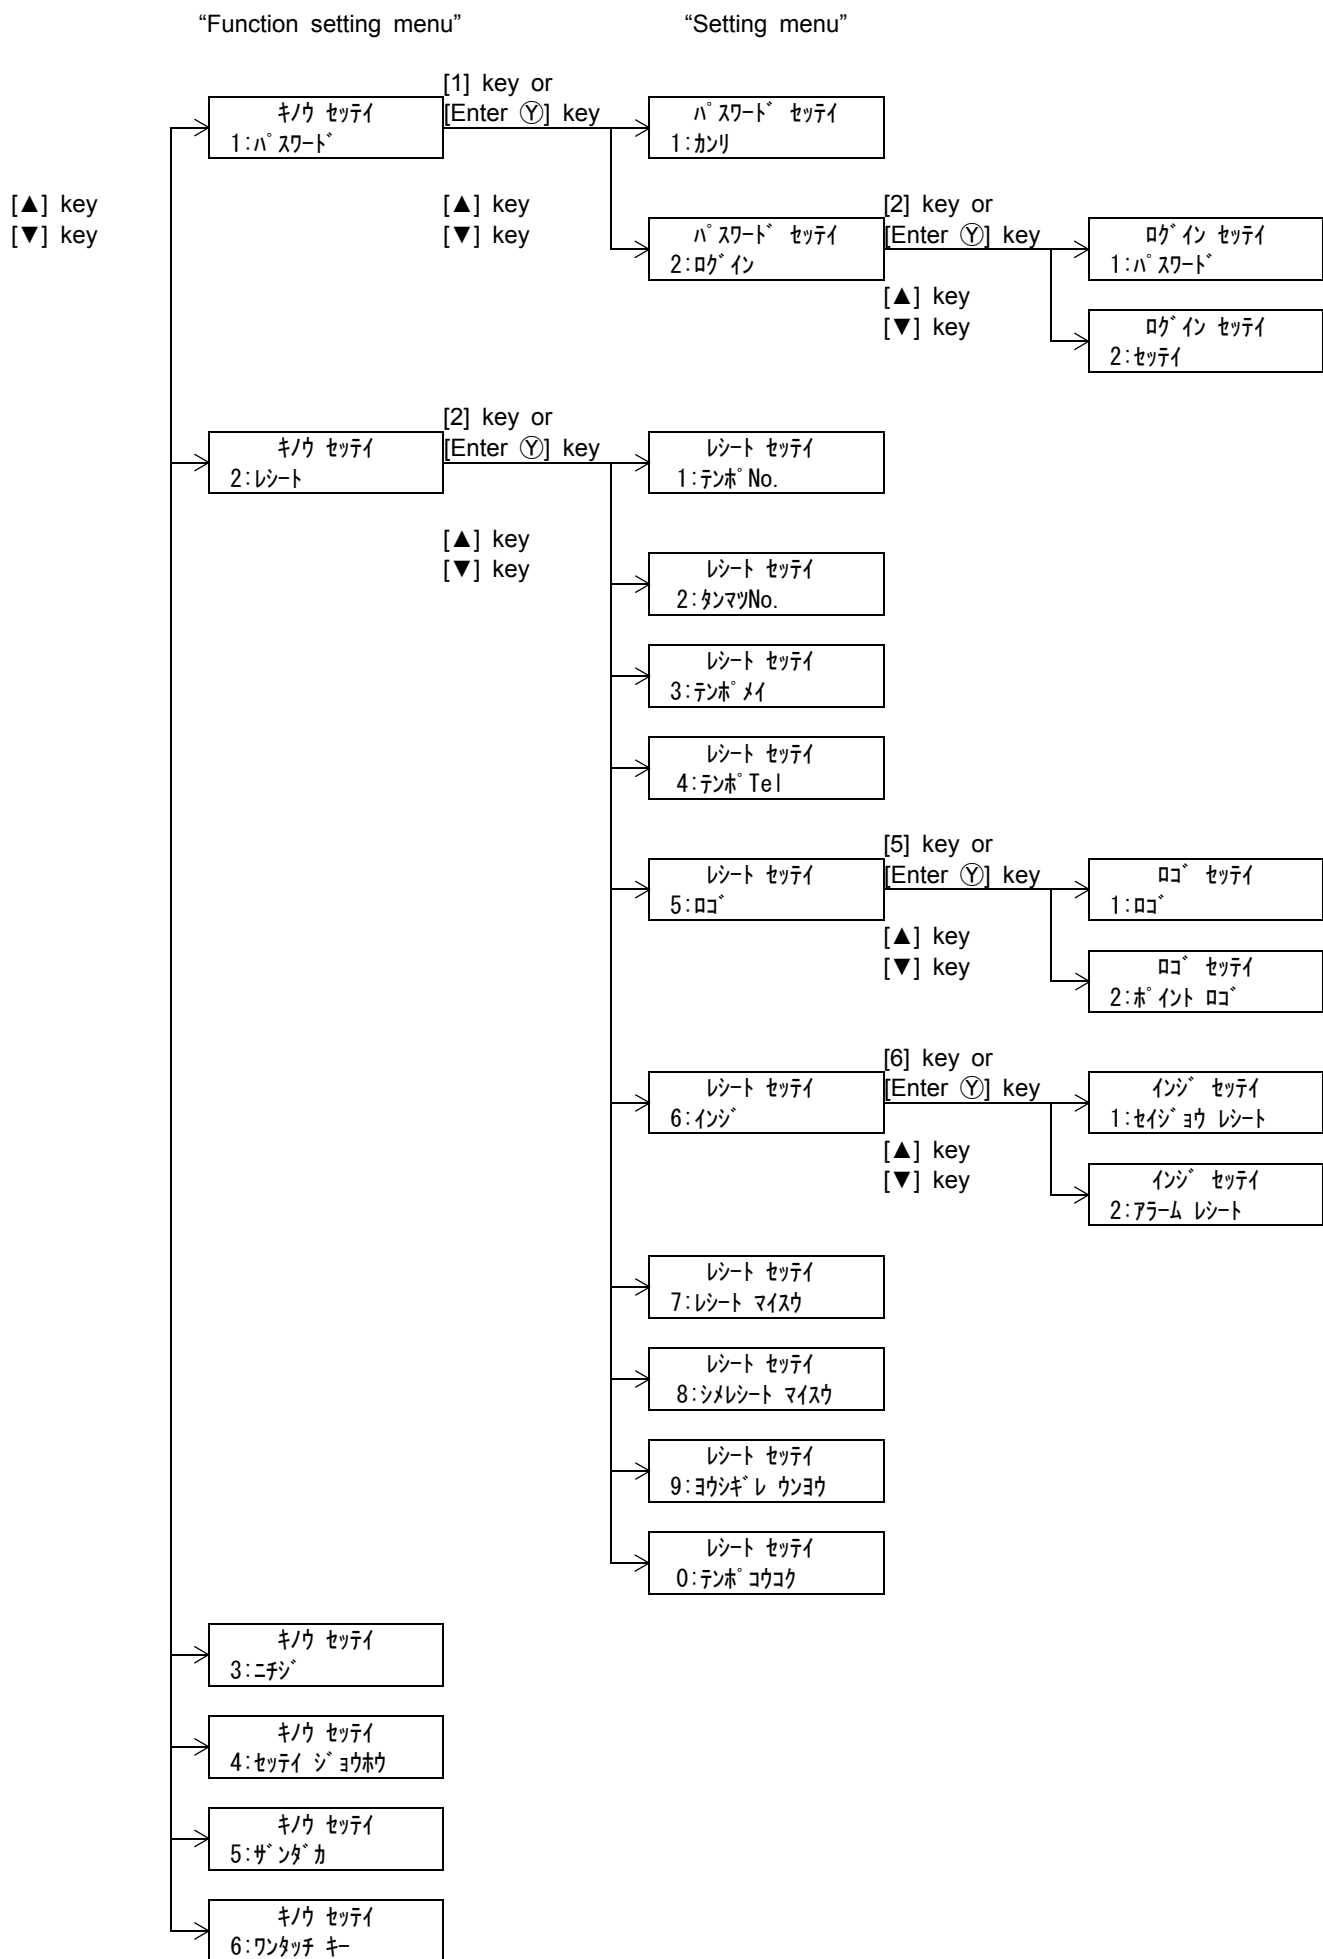 “Function setting menu”
“Setting menu”
[1] key or
[Enter Ⓨ] key
ｷﾉｳ ｾｯﾃｲ
1:ﾊﾟｽﾜｰﾄﾞ
ﾊﾟｽﾜｰﾄﾞ ｾｯﾃｲ
1:ｶﾝﾘ
[▲] key
[▼] key
[▲] key
[▼] key
ﾊﾟｽﾜｰﾄﾞ ｾｯﾃｲ
2:ﾛｸﾞｲﾝ
[2] key or
[Enter Ⓨ] key
ﾛｸﾞｲﾝ ｾｯﾃｲ
1:ﾊﾟｽﾜｰﾄﾞ
[▲] key
[▼] key
ﾛｸﾞｲﾝ ｾｯﾃｲ
2:ｾｯﾃｲ
[2] key or
[Enter Ⓨ] key
ｷﾉｳ ｾｯﾃｲ
2:ﾚｼｰﾄ
ﾚｼｰﾄ ｾｯﾃｲ
1:ﾃﾝﾎﾟNo.
[▲] key
[▼] key
ﾚｼｰﾄ ｾｯﾃｲ
2:ﾀﾝﾏﾂNo.
ﾚｼｰﾄ ｾｯﾃｲ
3:ﾃﾝﾎﾟﾒｲ
ﾚｼｰﾄ ｾｯﾃｲ
4:ﾃﾝﾎﾟTel
[5] key or
[Enter Ⓨ] key
ﾚｼｰﾄ ｾｯﾃｲ
5:ﾛｺﾞ
ﾛｺﾞ ｾｯﾃｲ
1:ﾛｺﾞ
[▲] key
[▼] key
ﾛｺﾞ ｾｯﾃｲ
2:ﾎﾟｲﾝﾄ ﾛｺﾞ
[6] key or
[Enter Ⓨ] key
ﾚｼｰﾄ ｾｯﾃｲ
6:ｲﾝｼﾞ
ｲﾝｼﾞ ｾｯﾃｲ
1:ｾｲｼﾞｮｳ ﾚｼｰﾄ
[▲] key
[▼] key
ｲﾝｼﾞ ｾｯﾃｲ
2:ｱﾗｰﾑ ﾚｼｰﾄ
ﾚｼｰﾄ ｾｯﾃｲ
7:ﾚｼｰﾄ ﾏｲｽｳ
ﾚｼｰﾄ ｾｯﾃｲ
8:ｼﾒﾚｼｰﾄ ﾏｲｽｳ
ﾚｼｰﾄ ｾｯﾃｲ
9:ﾖｳｼｷﾞﾚ ｳﾝﾖｳ
ﾚｼｰﾄ ｾｯﾃｲ
0:ﾃﾝﾎﾟｺｳｺｸ
ｷﾉｳ ｾｯﾃｲ
3:ﾆﾁｼﾞ
ｷﾉｳ ｾｯﾃｲ
4:ｾｯﾃｲ ｼﾞｮｳﾎｳ
ｷﾉｳ ｾｯﾃｲ
5:ｻﾞﾝﾀﾞｶ
ｷﾉｳ ｾｯﾃｲ
6:ﾜﾝﾀｯﾁ ｷｰ